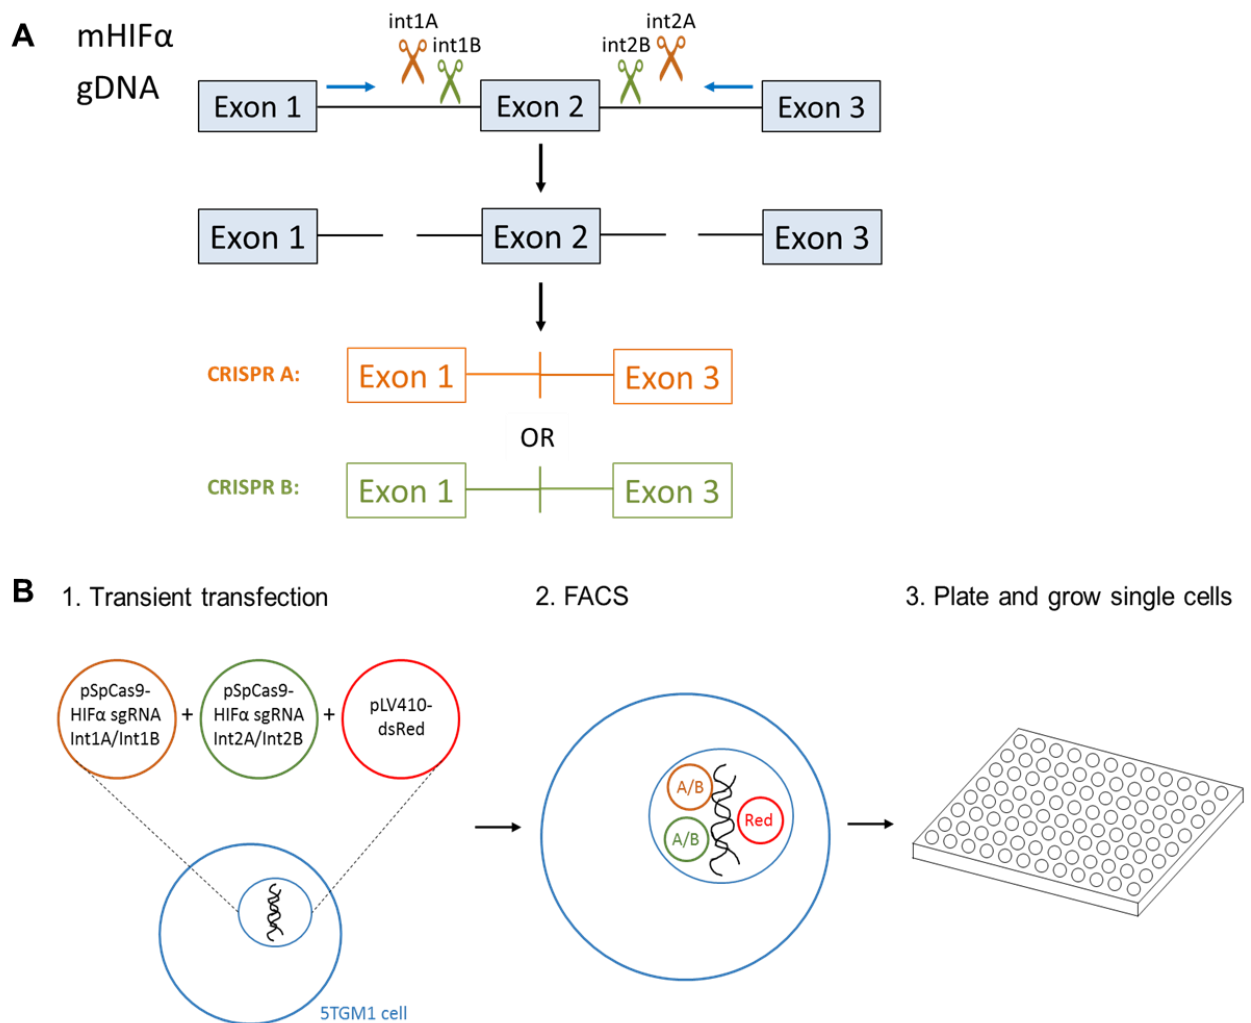 A
mHIFα
gDNA
int1A
int1B
int2A
int2B
Exon 1
Exon 2
Exon 3
Exon 1
Exon 2
Exon 3
CRISPR A:
Exon 1
Exon 3
OR
CRISPR B:
Exon 1
Exon 3
B
1. Transient transfection
2. FACS
3. Plate and grow single cells
pSpCas9-
HIFα sgRNA
Int1A/Int1B
+
pSpCas9-
HIFα sgRNA
Int2A/Int2B
+
pLV410-
dsRed
5TGM1 cell
A/B
A/B
Red